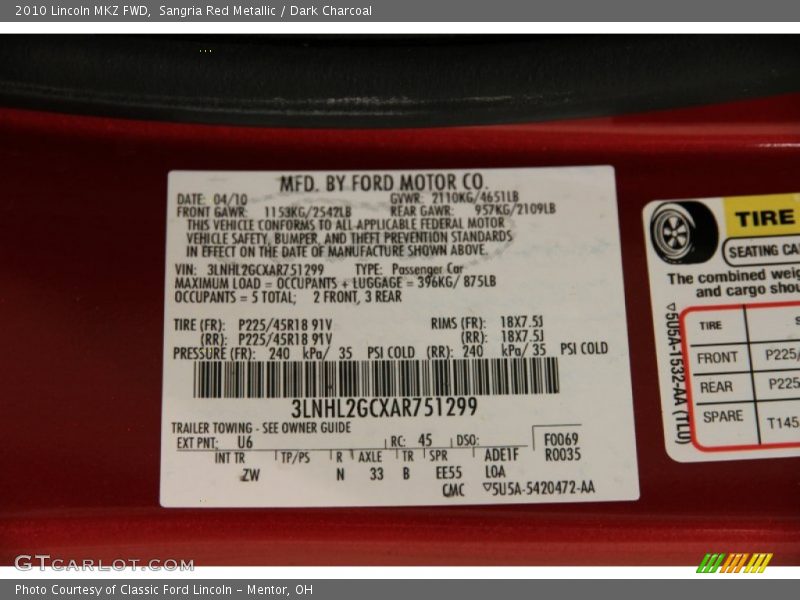 2010 Lincoln MKZ FWD, Sangria Red Metallic / Dark Charcoal
MFD. BY FORD MOTOR CO.
DATE: 04/10 GVWR: 2110KG/4651LB
FRONT GAWR: 1153KG/2542LB REAR GAWR: 957KG/2109LB
THIS VEHICLE CONFORMS TO ALL APPLICABLE FEDERAL MOTOR
VEHICLE SAFETY, BUMPER, AND THEFT PREVENTION STANDARDS
IN EFFECT ON THE DATE OF MANUFACTURE SHOWN ABOVE.
VIN: 3LNHL2GCXAR751299 TYPE: Passenger Car
MAXIMUM LOAD = OCCUPANTS + LUGGAGE = 396KG/ 875LB
OCCUPANTS = 5 TOTAL; 2 FRONT, 3 REAR
TIRE (FR): P225/45R18 91V RIMS (FR): 18X7.5J
(RR): P225/45R18 91V (RR): 18X7.5J
PRESSURE (FR): 240 kPa/ 35 PSI COLD (RR): 240 kPa/ 35 PSI COLD
3LNHL2GCXAR751299
TRAILER TOWING - SEE OWNER GUIDE
EXT PNT: U6 RC: 45 DSO: F0069
INT TR TP/PS R AXLE TR SPR ADE1F R0035
ZW N 33 B EE55 LOA
CMC ▽5U5A-5420472-AA
TIRE
SEATING CA
The combined weig
and cargo shou
▽5U5A-1532-AA (TLU)
TIRE S
FRONT P225/
REAR P225
SPARE T145
GTCARLOT.COM
Photo Courtesy of Classic Ford Lincoln - Mentor, OH